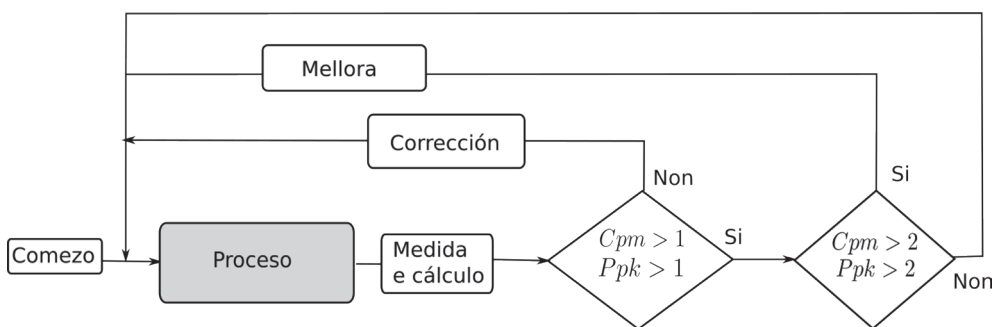 Mellora
Corrección
Non
Si
Comezo
Proceso
Medida
e cálculo
Cpm > 1
Ppk > 1
Si
Cpm > 2
Ppk > 2
Non